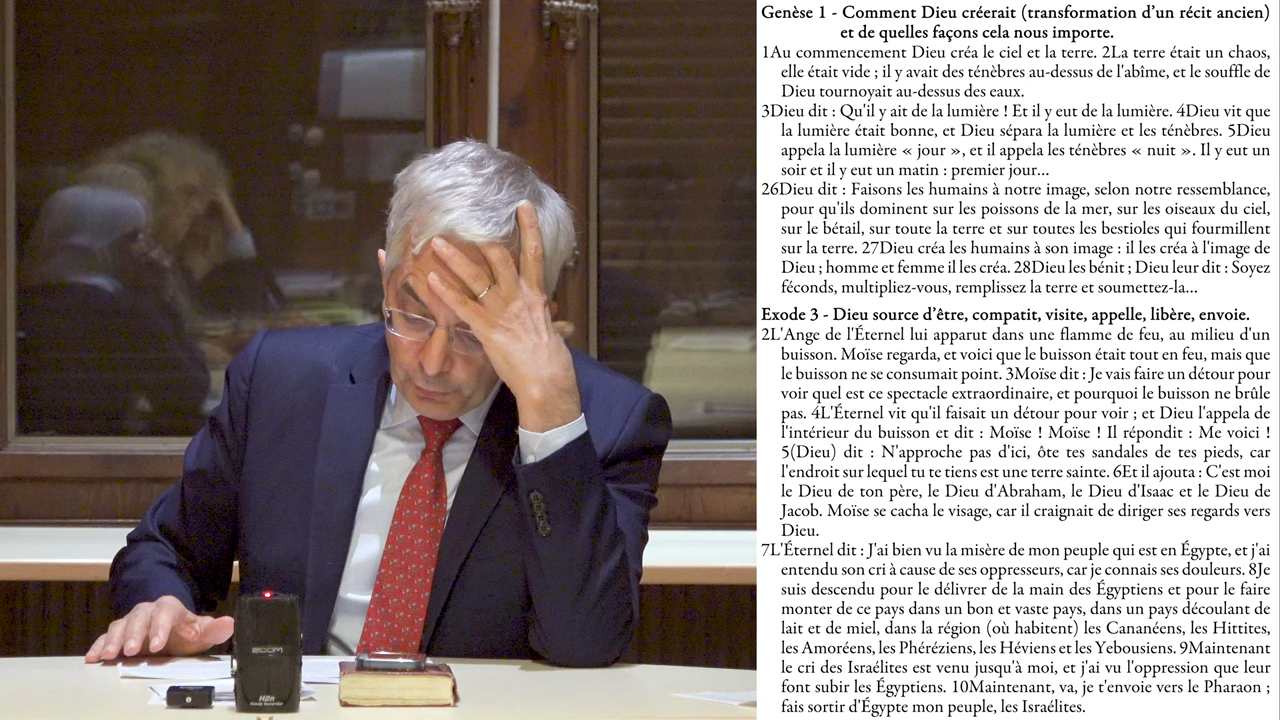 Genèse 1 - Comment Dieu créerait (transformation d'un récit ancien)
et de quelles façons cela nous importe.
1Au commencement Dieu créa le ciel et la terre. 2La terre était un chaos,
elle était vide ; il y avait des ténèbres au-dessus de l'abîme, et le souffle de
Dieu tournoyait au-dessus des eaux.
3Dieu dit : Qu'il y ait de la lumière ! Et il y eut de la lumière. 4Dieu vit que
la lumière était bonne, et Dieu sépara la lumière et les ténèbres. 5Dieu
appela la lumière « jour », et il appela les ténèbres « nuit ». Il y eut un
soir et il y eut un matin : premier jour...
26Dieu dit : Faisons les humains à notre image, selon notre ressemblance,
pour qu'ils dominent sur les poissons de la mer, sur les oiseaux du ciel,
sur le bétail, sur toute la terre et sur toutes les bestioles qui fourmillent
sur la terre. 27Dieu créa les humains à son image : il les créa à l'image de
Dieu ; homme et femme il les créa. 28Dieu les bénit ; Dieu leur dit : Soyez
féconds, multipliez-vous, remplissez la terre et soumettez-la...
Exode 3 - Dieu source d'être, compatit, visite, appelle, libère, envoie.
2L'Ange de l'Éternel lui apparut dans une flamme de feu, au milieu d'un
buisson. Moïse regarda, et voici que le buisson était tout en feu, mais que
le buisson ne se consumait point. 3Moïse dit : Je vais faire un détour pour
voir quel est ce spectacle extraordinaire, et pourquoi le buisson ne brûle
pas. 4L'Éternel vit qu'il faisait un détour pour voir ; et Dieu l'appela de
l'intérieur du buisson et dit : Moïse ! Moïse ! Il répondit : Me voici !
5(Dieu) dit : N'approche pas d'ici, ôte tes sandales de tes pieds, car
l'endroit sur lequel tu te tiens est une terre sainte. 6Et il ajouta : C'est moi
le Dieu de ton père, le Dieu d'Abraham, le Dieu d'Isaac et le Dieu de
Jacob. Moïse se cacha le visage, car il craignait de diriger ses regards vers
Dieu.
7L'Éternel dit : J'ai bien vu la misère de mon peuple qui est en Égypte, et j'ai
entendu son cri à cause de ses oppresseurs, car je connais ses douleurs. 8Je
suis descendu pour le délivrer de la main des Égyptiens et pour le faire
monter de ce pays dans un bon et vaste pays, dans un pays découlant de
lait et de miel, dans la région (où habitent) les Cananéens, les Hittites,
les Amoréens, les Phéréziens, les Héviens et les Yebousiens. 9Maintenant
le cri des Israélites est venu jusqu'à moi, et j'ai vu l'oppression que leur
font subir les Égyptiens. 10Maintenant, va, je t'envoie vers le Pharaon ;
fais sortir d'Égypte mon peuple, les Israélites.
ZOOM
H2n
Handy Recorder